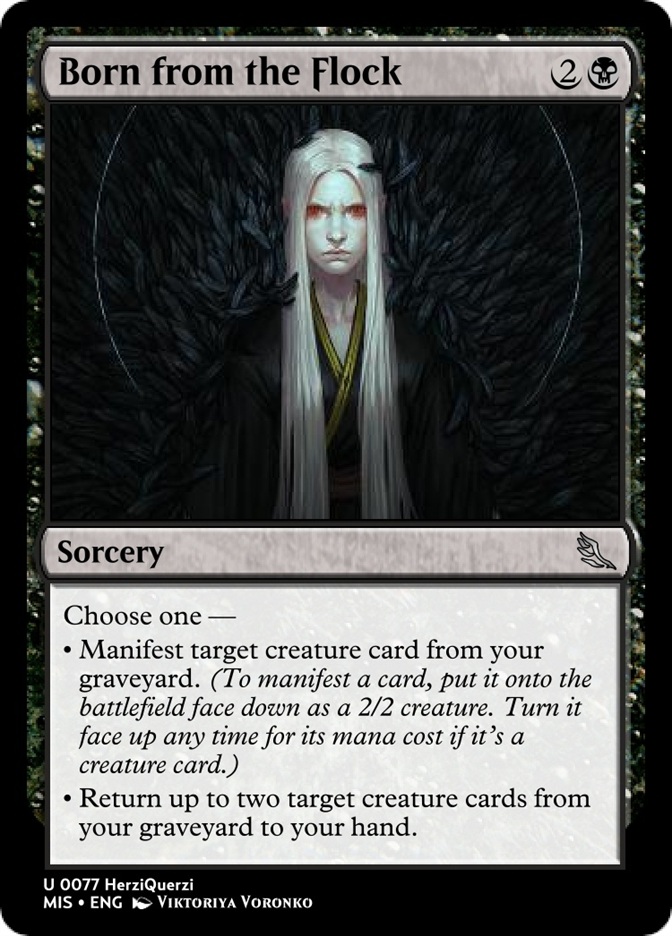 Born from the Flock 2
Sorcery
Choose one —
• Manifest target creature card from your
graveyard. (To manifest a card, put it onto the
battlefield face down as a 2/2 creature. Turn it
face up any time for its mana cost if it's a
creature card.)
• Return up to two target creature cards from
your graveyard to your hand.
U 0077 HerziQuerzi
MIS • ENG Viktoriya Voronko